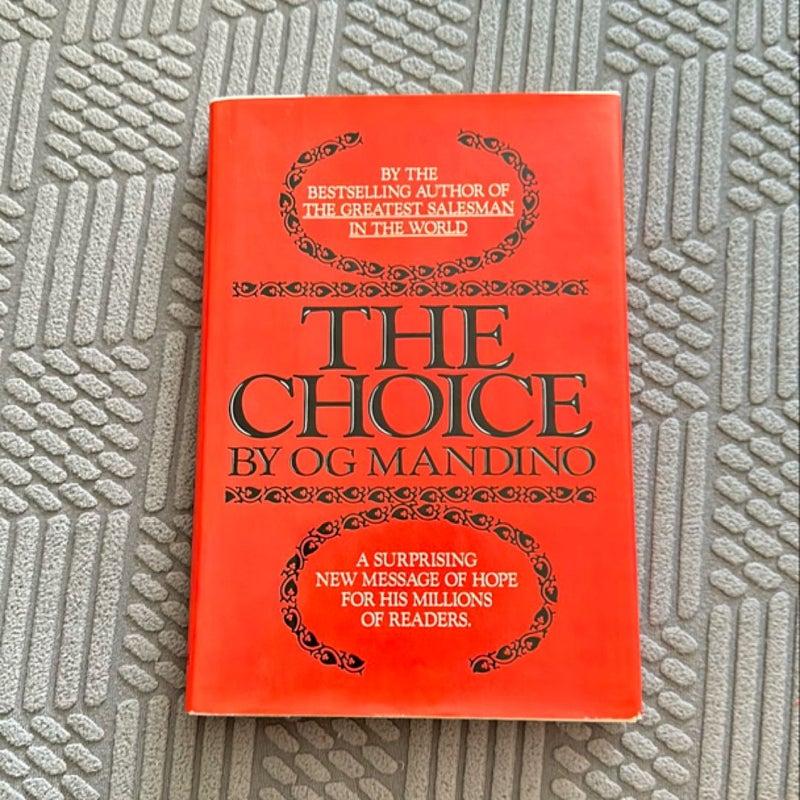 BY THE
BESTSELLING AUTHOR OF
THE GREATEST SALESMAN
IN THE WORLD
THE
CHOICE
BY OG MANDINO
A SURPRISING
NEW MESSAGE OF HOPE
FOR HIS MILLIONS
OF READERS.